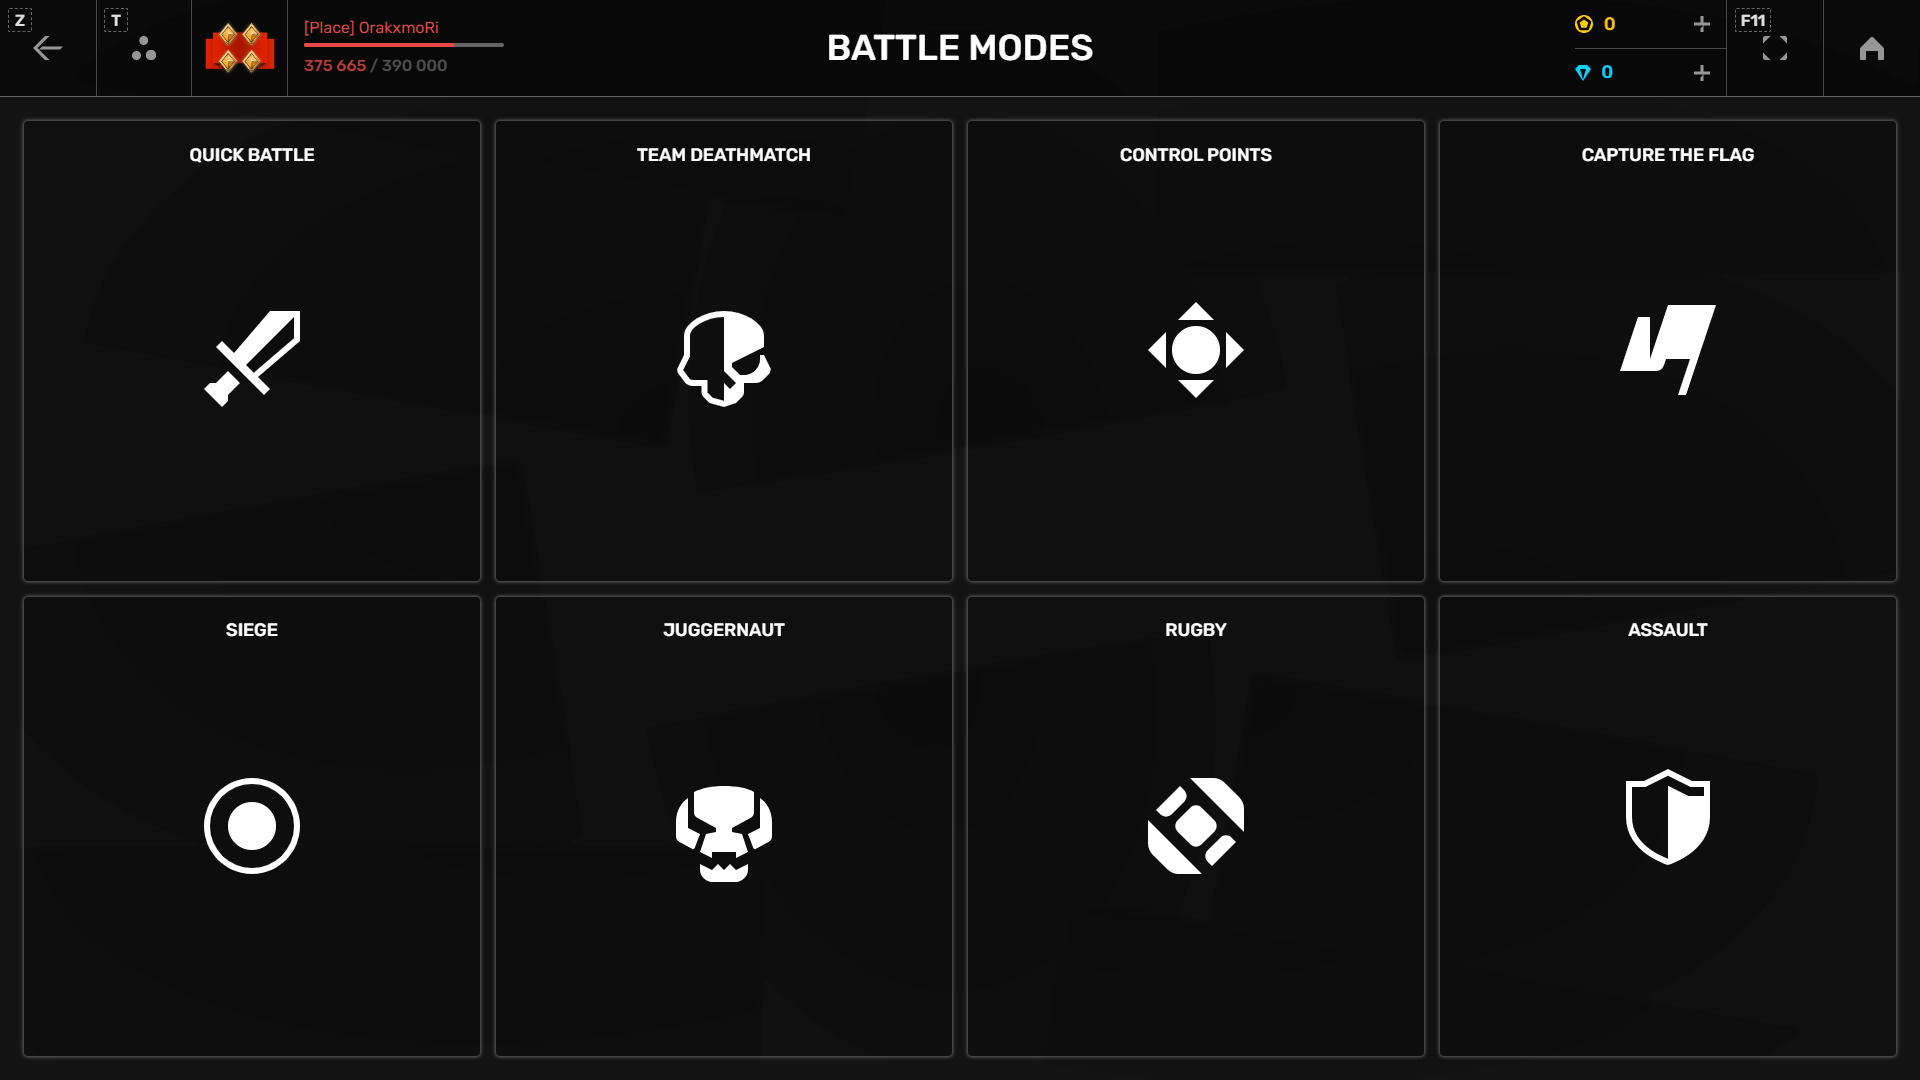 Z
T
[Place] OrakxmoRi
375 665 / 390 000
BATTLE MODES
0
0
F11
QUICK BATTLE
TEAM DEATHMATCH
CONTROL POINTS
CAPTURE THE FLAG
SIEGE
JUGGERNAUT
RUGBY
ASSAULT